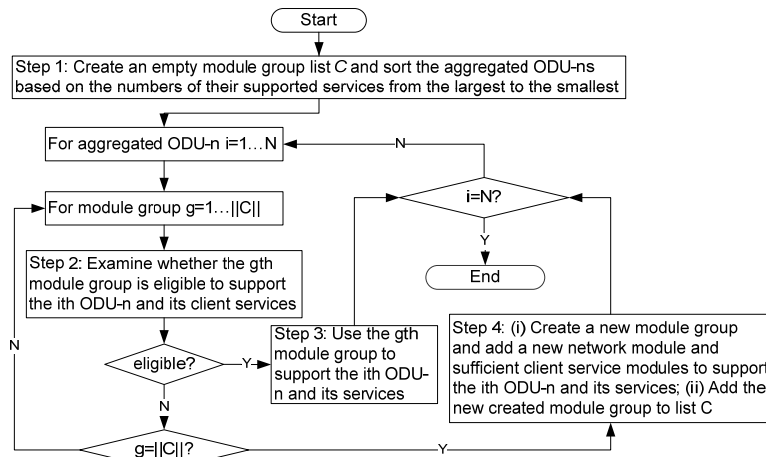 Start
Step 1: Create an empty module group list C and sort the aggregated ODU-ns
based on the numbers of their supported services from the largest to the smallest
For aggregated ODU-n i=1…N
N
i=N?
For module group g=1…||C||
Y
End
Step 2: Examine whether the gth
module group is eligible to support
the ith ODU-n and its client services
N
eligible?
Y
Step 3: Use the gth
module group to
support the ith ODU-
n and its services
Step 4: (i) Create a new module group
and add a new network module and
sufficient client service modules to support
the ith ODU-n and its services; (ii) Add the
new created module group to list C
N
g=||C||?
Y